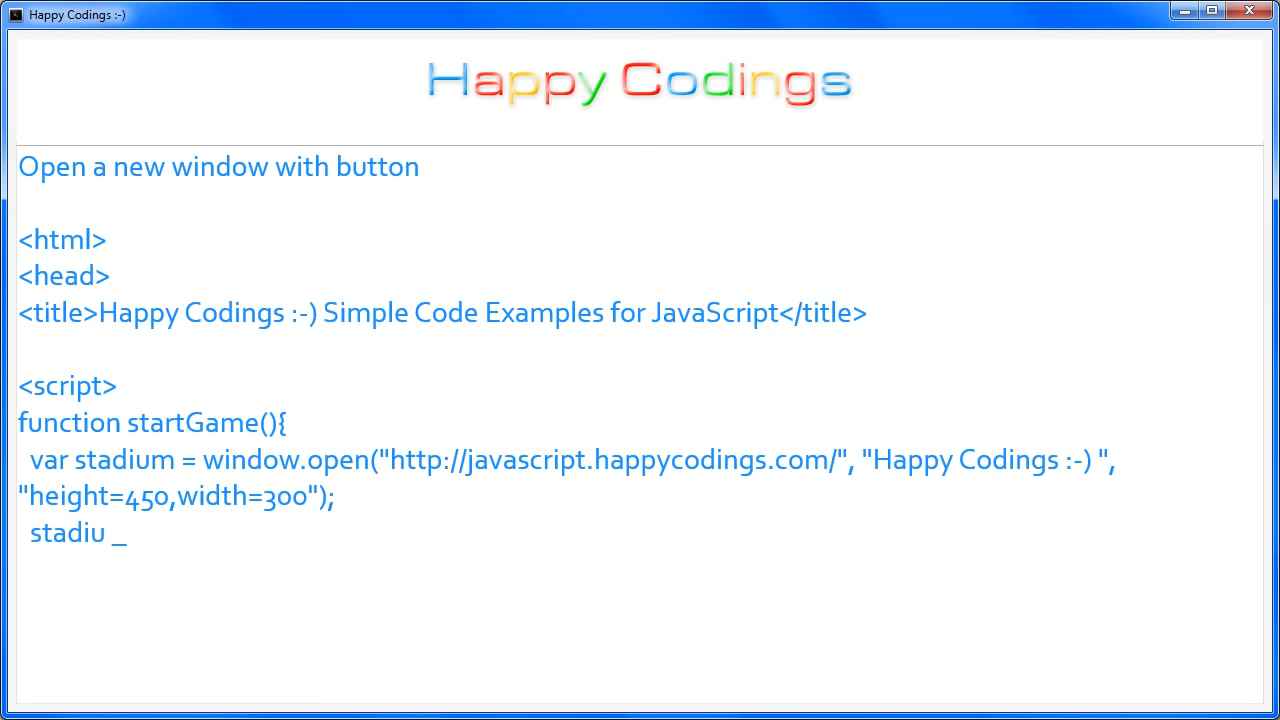 Happy Codings :-)
Happy Codings
Open a new window with button
<html>
<head>
<title>Happy Codings :-) Simple Code Examples for JavaScript</title>
<script>
function startGame(){
  var stadium = window.open("http://javascript.happycodings.com/", "Happy Codings :-) ",
"height=450,width=300");
  stadiu _